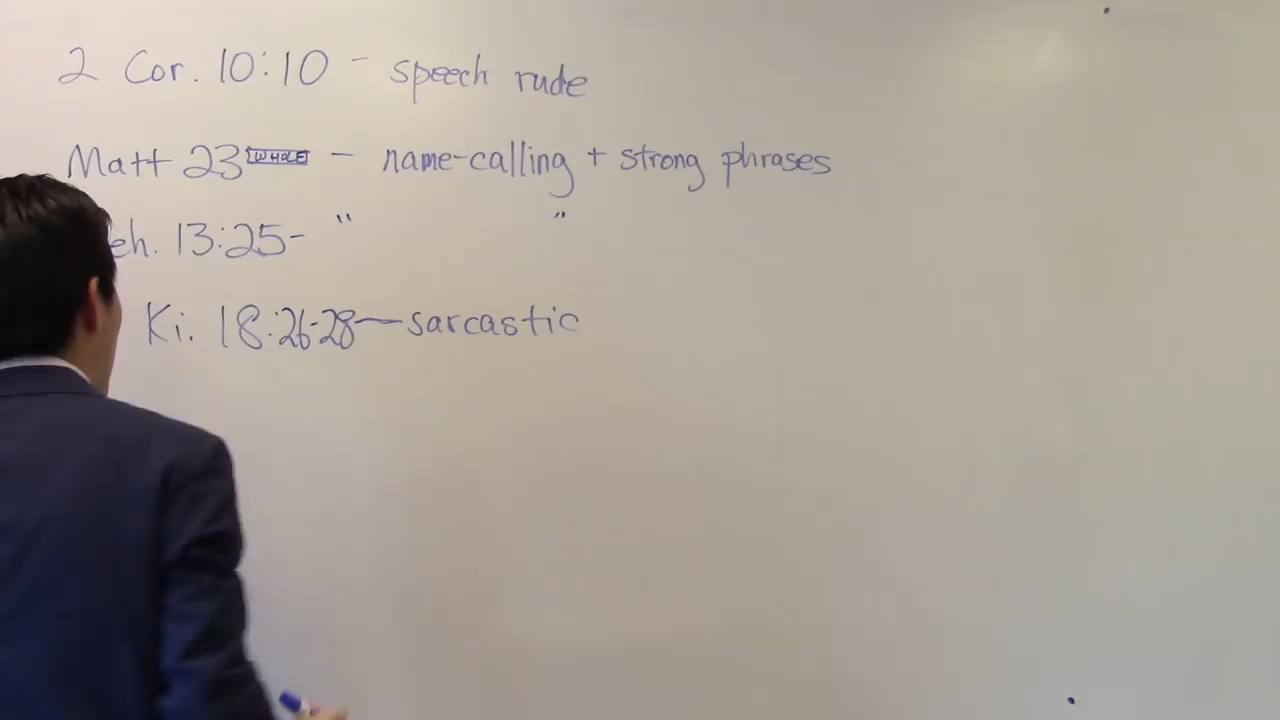 2 Cor. 10:10 - speech rude
Matt 23 WHOLE - name-calling + strong phrases
eh. 13:25- " "
Ki. 18:26-28 — sarcastic